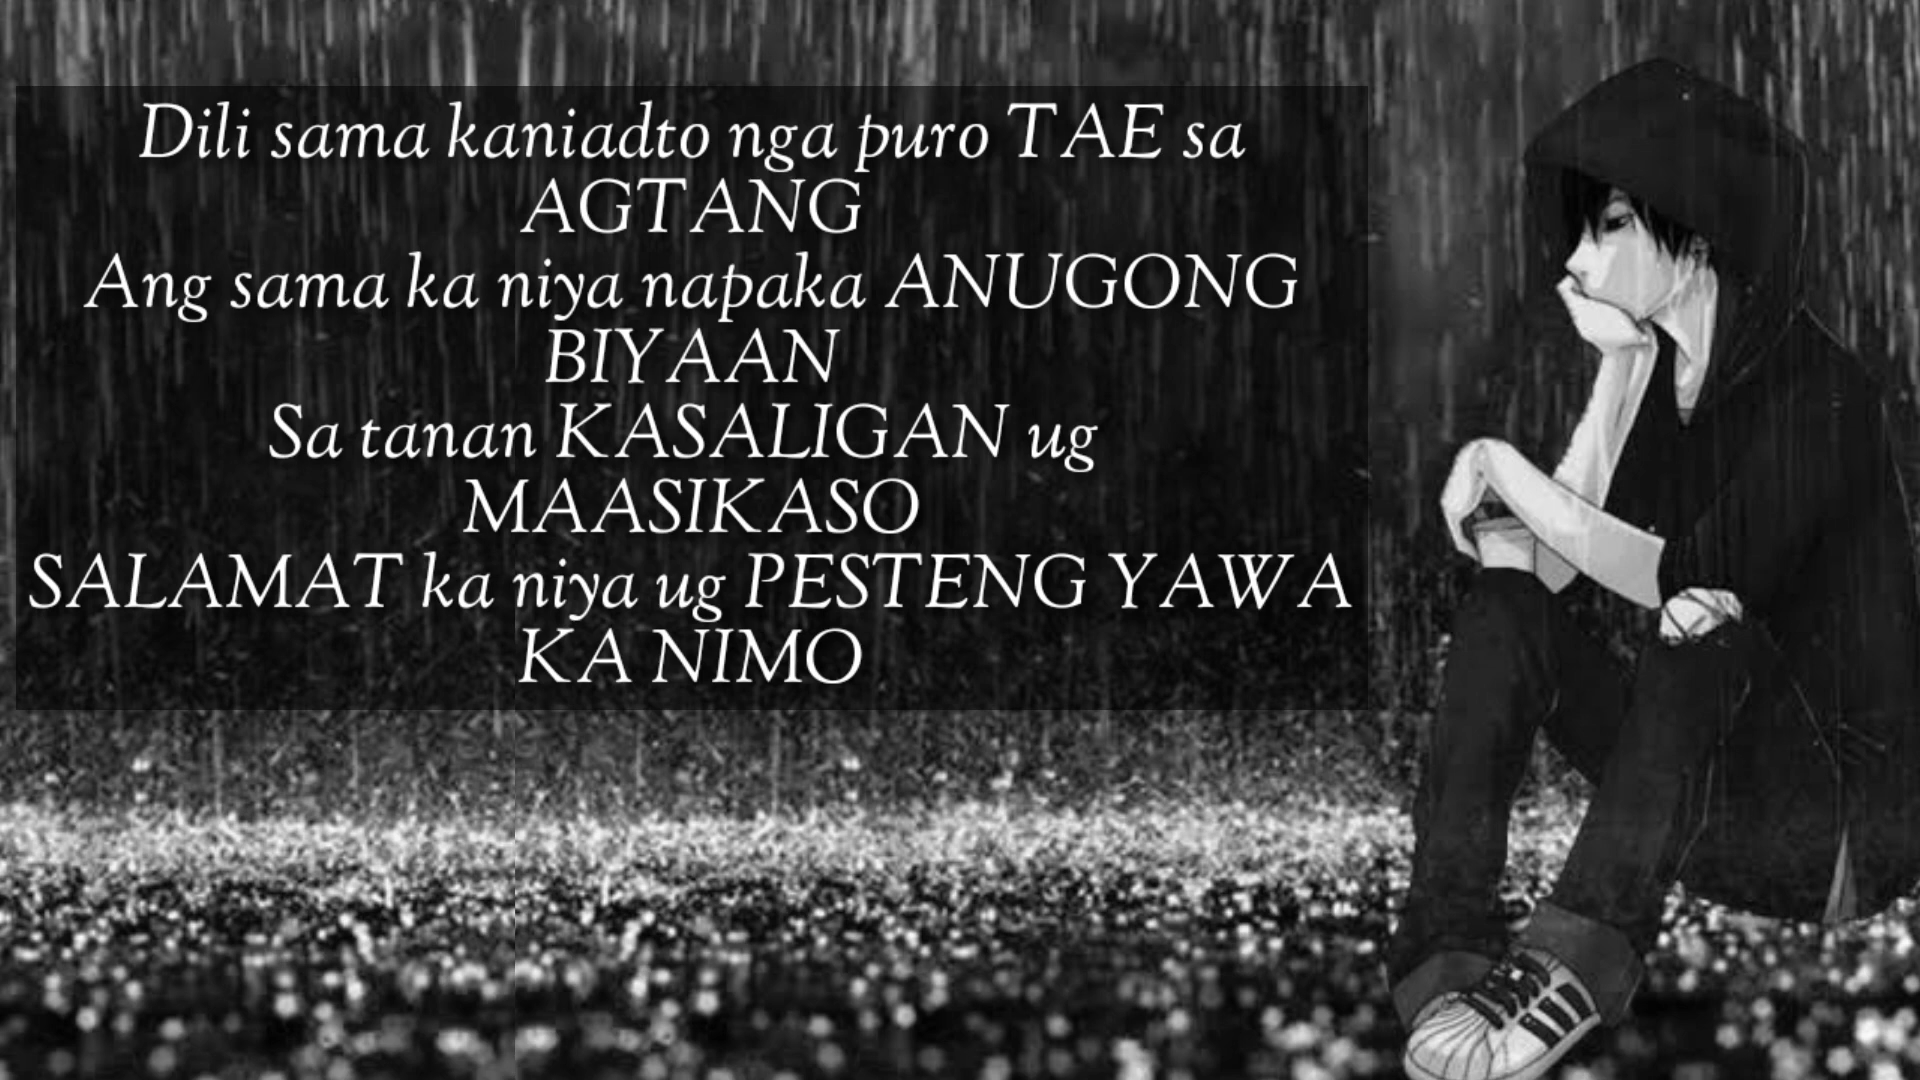 Dili sama kaniadto nga puro TAE sa
AGTANG
Ang sama ka niya napaka ANUGONG
BIYAAN
Sa tanan KASALIGAN ug
MAASIKASO
SALAMAT ka niya ug PESTENG YAWA
KA NIMO